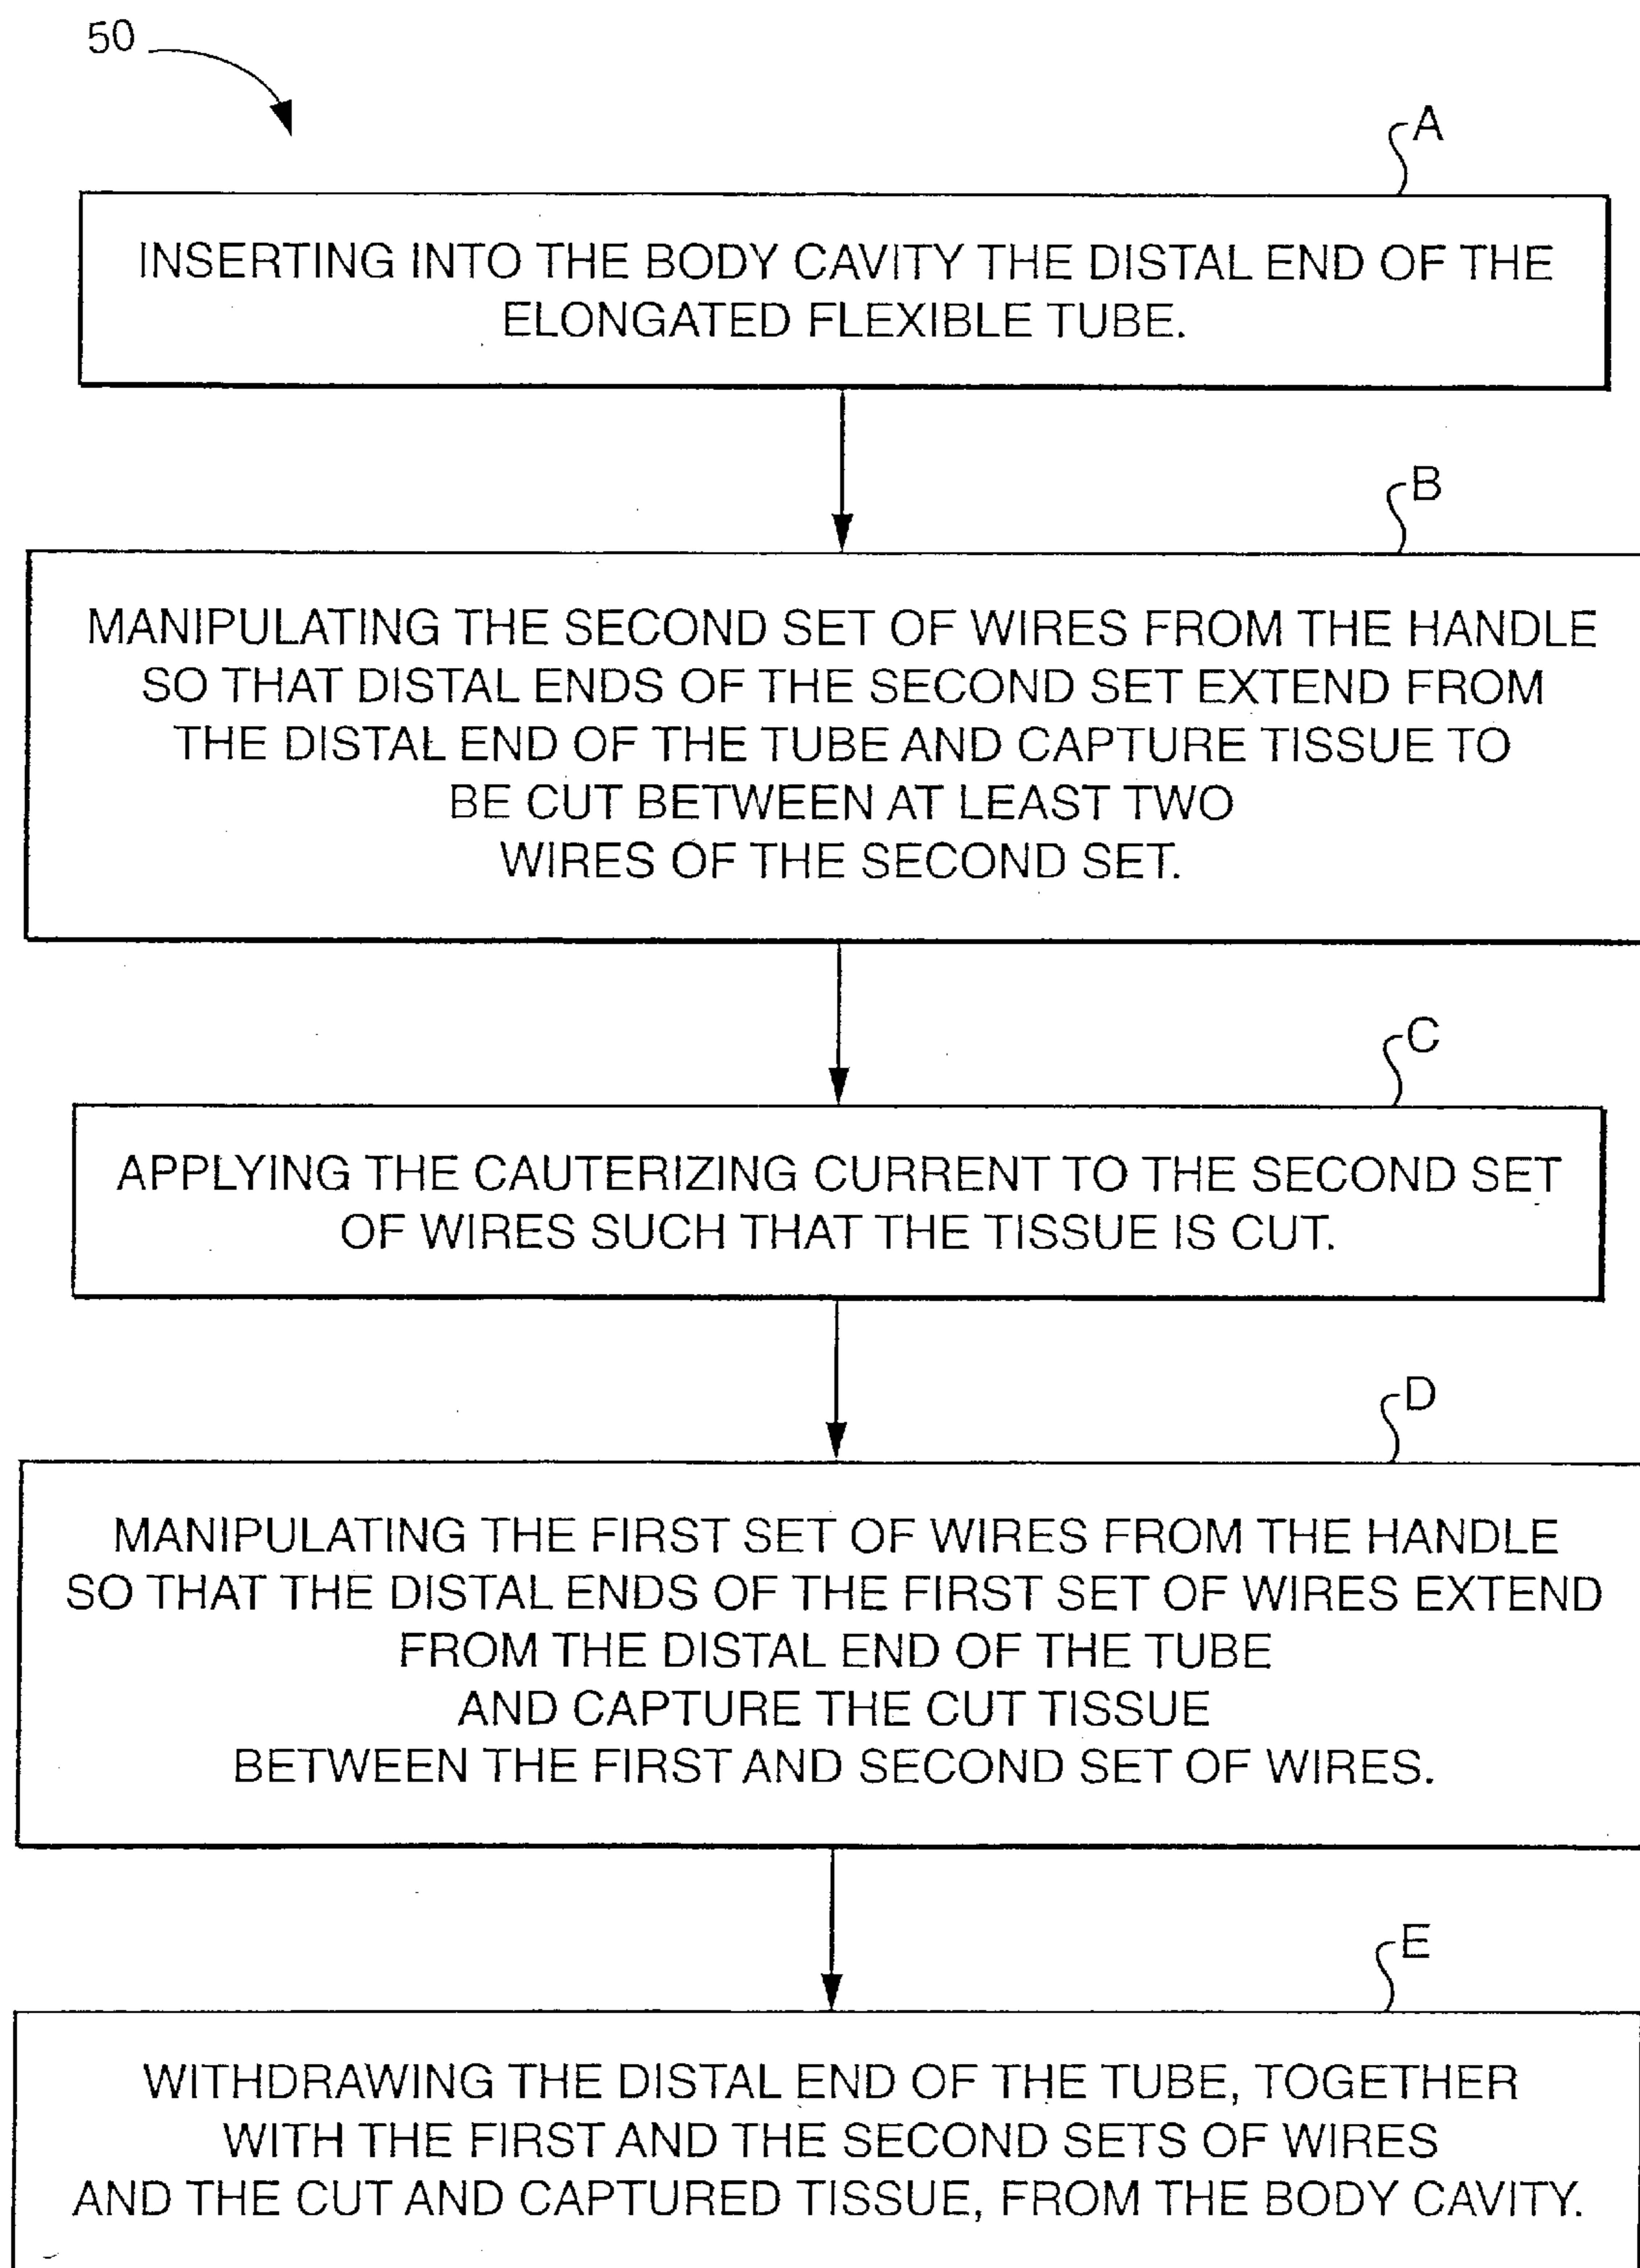 50
A
INSERTING INTO THE BODY CAVITY THE DISTAL END OF THE
ELONGATED FLEXIBLE TUBE.
B
MANIPULATING THE SECOND SET OF WIRES FROM THE HANDLE
SO THAT DISTAL ENDS OF THE SECOND SET EXTEND FROM
THE DISTAL END OF THE TUBE AND CAPTURE TISSUE TO
BE CUT BETWEEN AT LEAST TWO
WIRES OF THE SECOND SET.
C
APPLYING THE CAUTERIZING CURRENT TO THE SECOND SET
OF WIRES SUCH THAT THE TISSUE IS CUT.
D
MANIPULATING THE FIRST SET OF WIRES FROM THE HANDLE
SO THAT THE DISTAL ENDS OF THE FIRST SET OF WIRES EXTEND
FROM THE DISTAL END OF THE TUBE
AND CAPTURE THE CUT TISSUE
BETWEEN THE FIRST AND SECOND SET OF WIRES.
E
WITHDRAWING THE DISTAL END OF THE TUBE, TOGETHER
WITH THE FIRST AND THE SECOND SETS OF WIRES
AND THE CUT AND CAPTURED TISSUE, FROM THE BODY CAVITY.